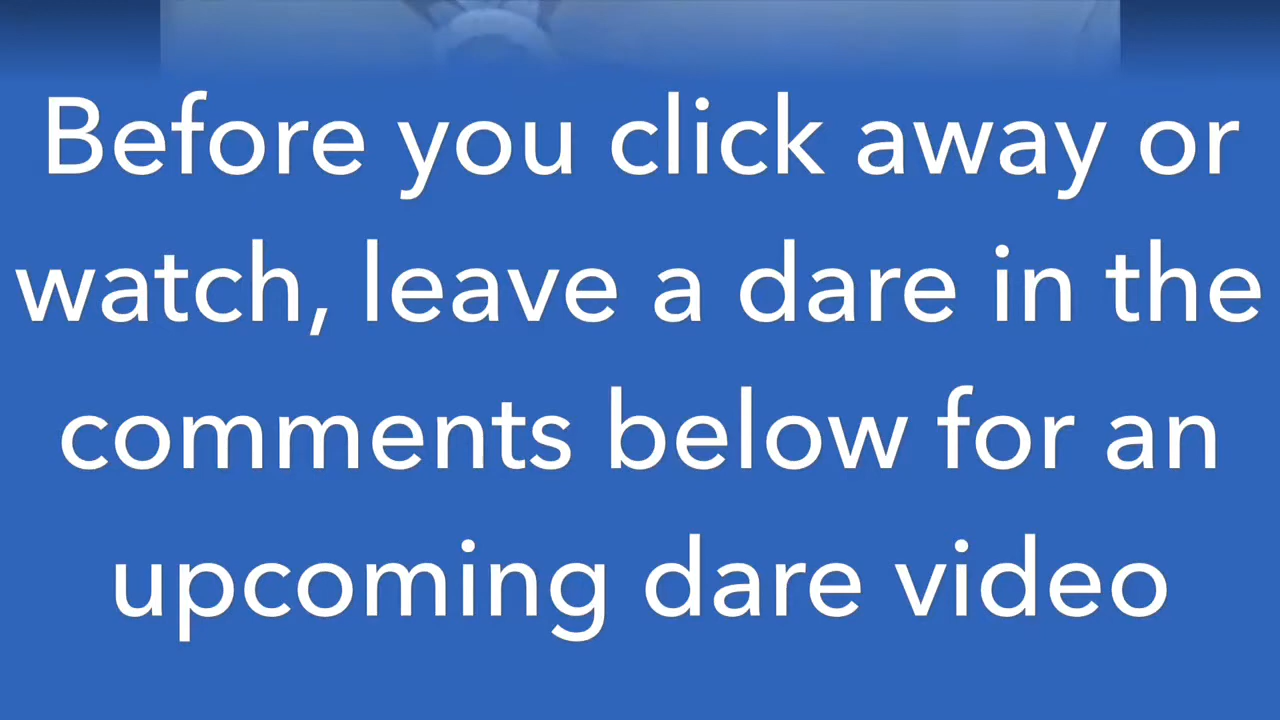 Before you click away or
watch, leave a dare in the
comments below for an
upcoming dare video